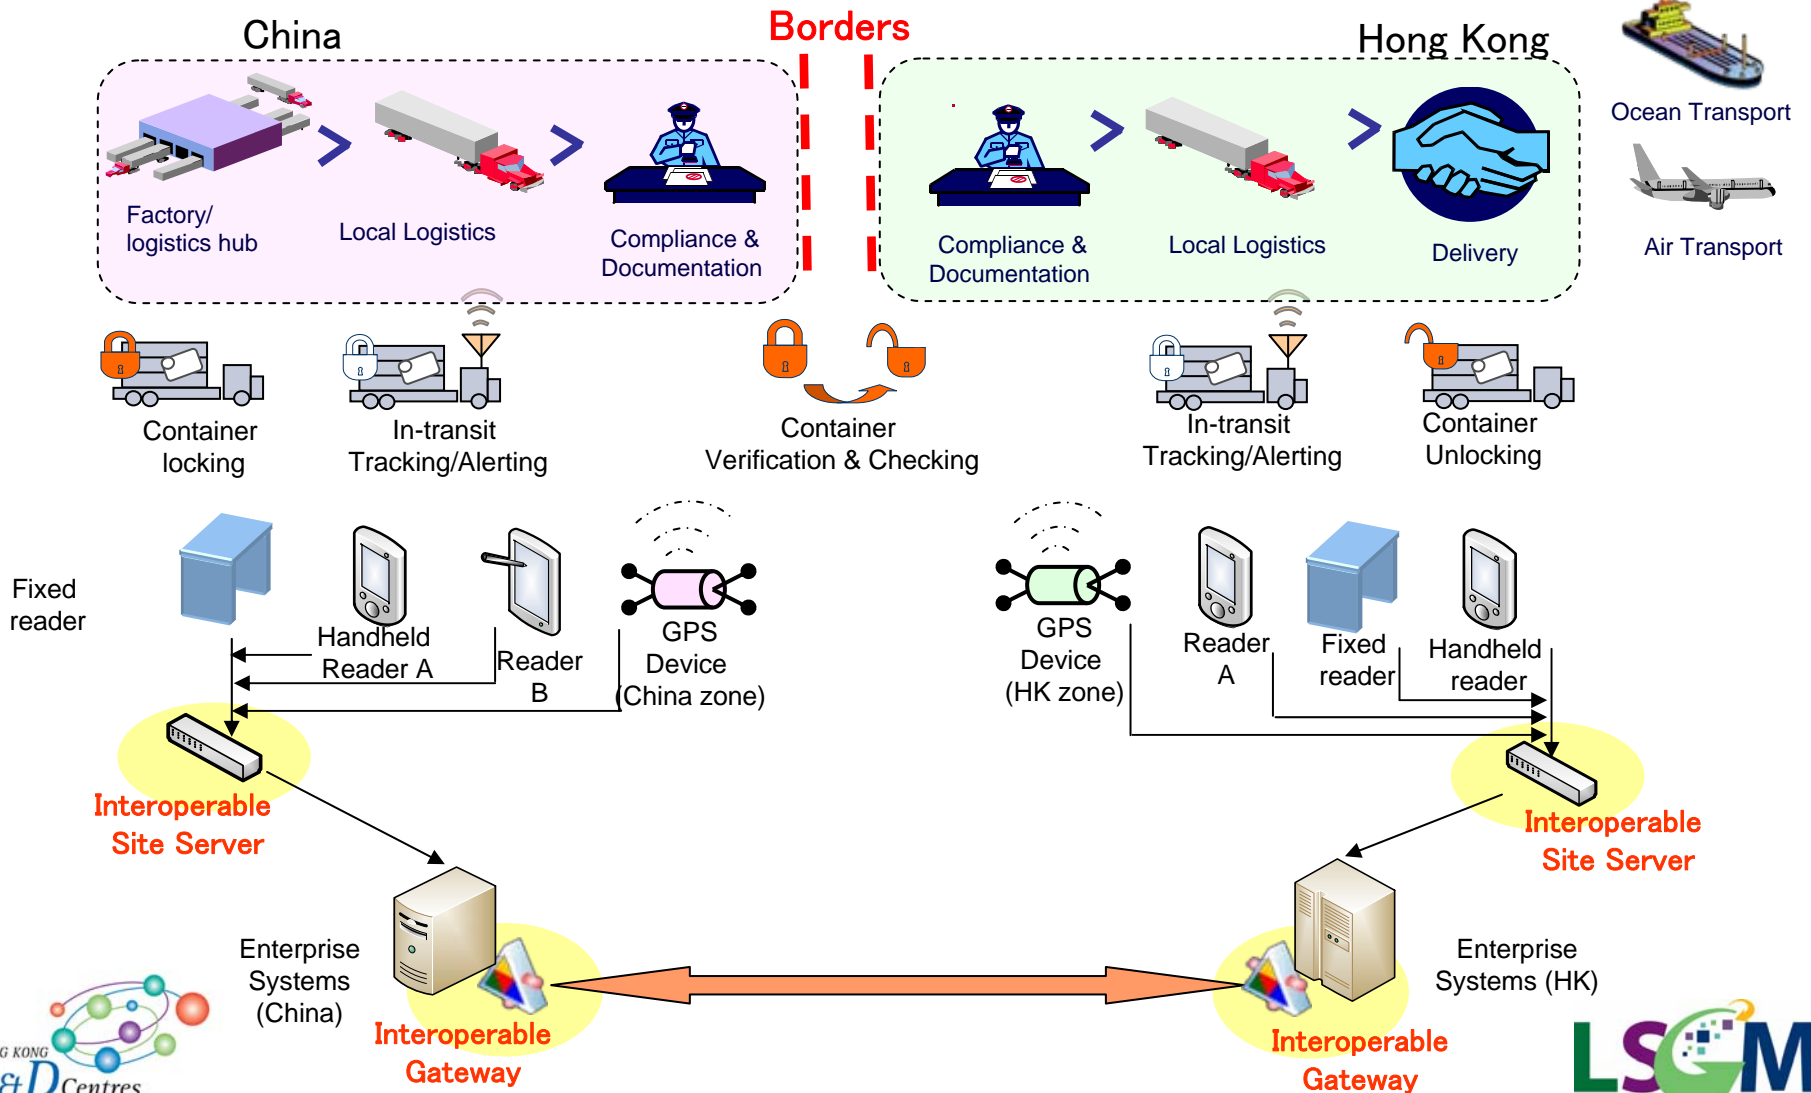 China
Borders
Hong Kong
Ocean Transport
Air Transport
Factory/
logistics hub
Local Logistics
Compliance &
Documentation
Compliance &
Documentation
Local Logistics
Delivery
Container
locking
In-transit
Tracking/Alerting
Container
Verification & Checking
In-transit
Tracking/Alerting
Container
Unlocking
Fixed
reader
Handheld
Reader A
Reader
B
GPS
Device
(China zone)
GPS
Device
(HK zone)
Reader
A
Fixed
reader
Handheld
reader
Interoperable
Site Server
Interoperable
Site Server
Enterprise
Systems
(China)
Interoperable
Gateway
Enterprise
Systems (HK)
Interoperable
Gateway
G KONG
&D Centres
LSCM